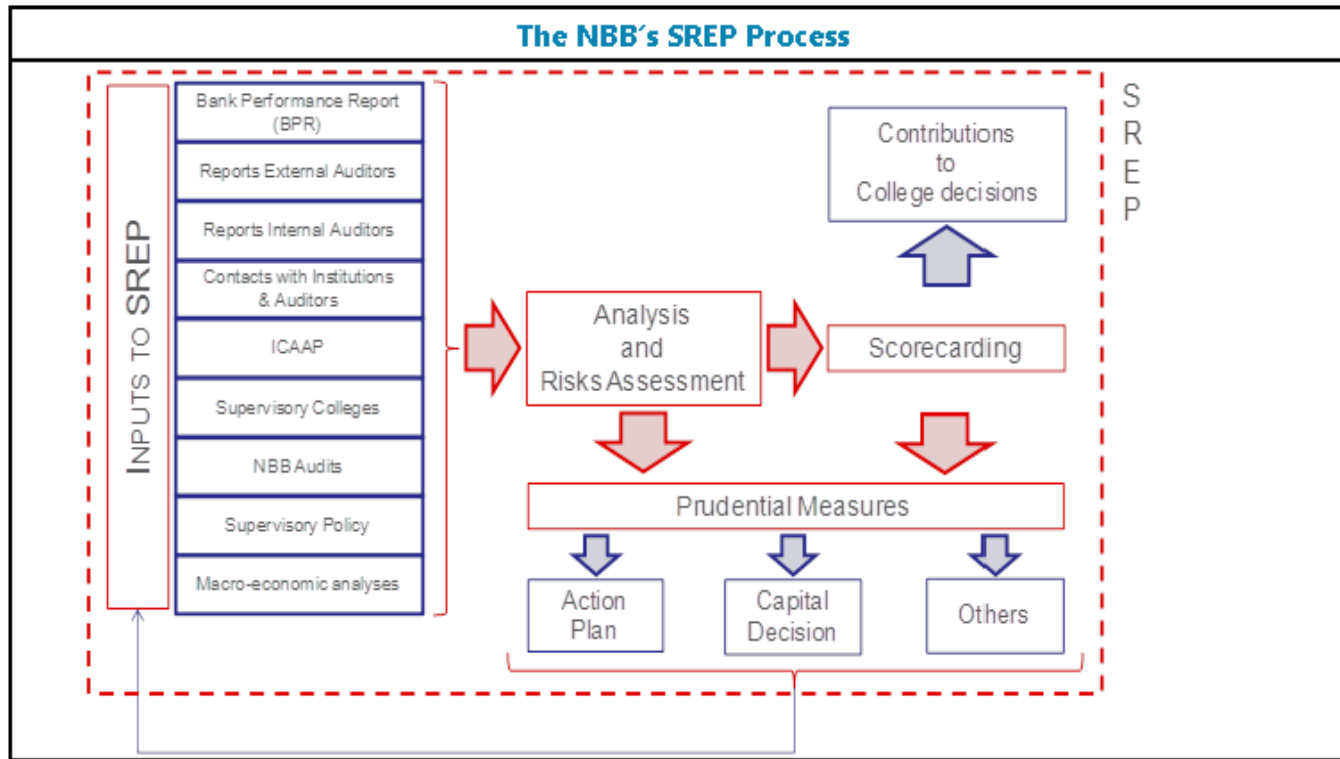 The NBB's SREP Process
INPUTS TO SREP
Bank Performance Report
(BPR)
Reports External Auditors
Reports Internal Auditors
Contacts with Institutions
& Auditors
ICAAP
Supervisory Colleges
NBB Audits
Supervisory Policy
Macro-economic analyses
Analysis
and
Risks Assessment
Contributions
to
College decisions
Scorecarding
Prudential Measures
Action
Plan
Capital
Decision
Others
S
R
E
P